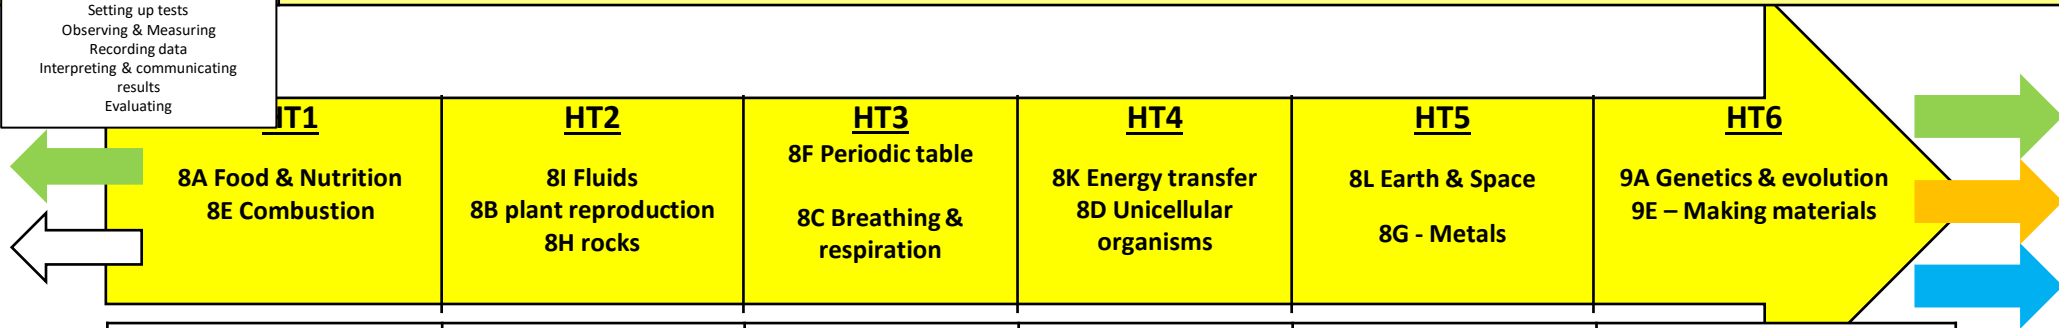 Setting up tests
Observing & Measuring
Recording data
Interpreting & communicating
results
Evaluating
HT1
8A Food & Nutrition
8E Combustion
HT2
8I Fluids
8B plant reproduction
8H rocks
HT3
8F Periodic table
8C Breathing &
respiration
HT4
8K Energy transfer
8D Unicellular
organisms
HT5
8L Earth & Space
8G - Metals
HT6
9A Genetics & evolution
9E – Making materials